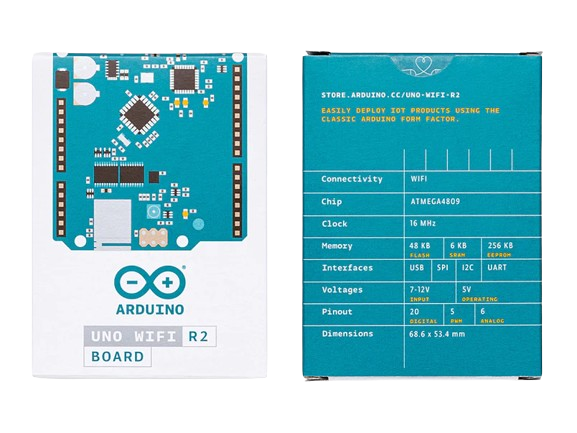 ARDUINO
UNO WIFI R2
BOARD
STORE.ARDUINO.CC/UNO-WIFI-R2
EASILY DEPLOY IOT PRODUCTS USING THE
CLASSIC ARDUINO FORM FACTOR.
Connectivity WIFI
Chip ATMEGA4809
Clock 16 MHz
Memory 48 KB 6 KB 256 KB
FLASH SRAM EEPROM
Interfaces USB SPI I2C UART
Voltages 7-12V 5V
INPUT OPERATING
Pinout 20 5 6
DIGITAL PWM ANALOG
Dimensions 68.6 x 53.4 mm